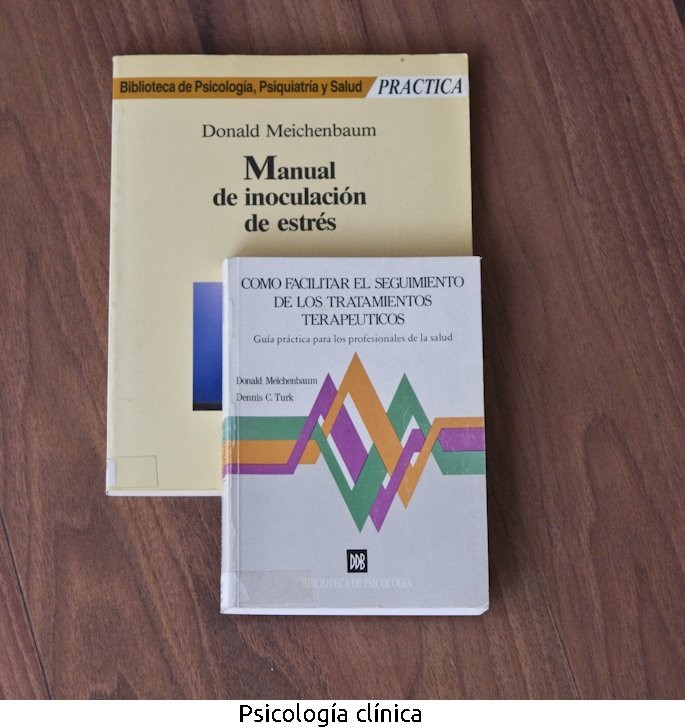 Biblioteca de Psicología, Psiquiatría y Salud PRACTICA
Donald Meichenbaum
Manual
de inoculación
de estrés
COMO FACILITAR EL SEGUIMIENTO
DE LOS TRATAMIENTOS
TERAPEUTICOS
Guía práctica para los profesionales de la salud
Donald Meichenbaum
Dennis C. Turk
DDB
BIBLIOTECA DE PSICOLOGIA
Psicología clínica